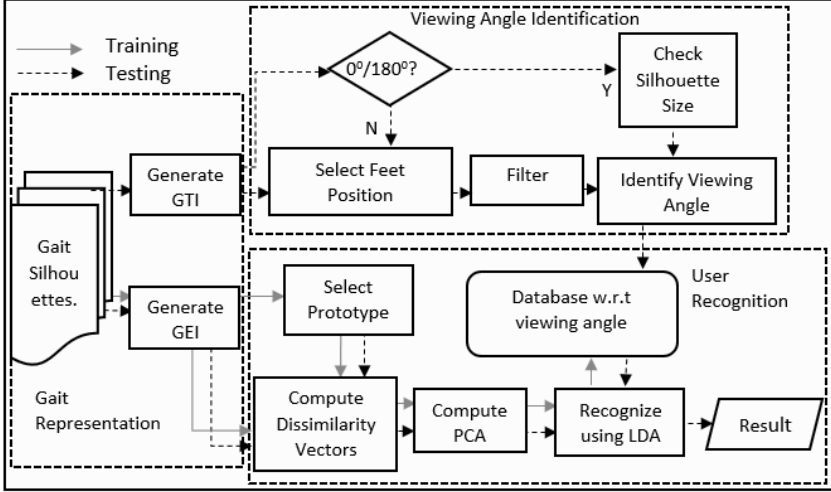 Viewing Angle Identification
Training
Testing
0⁰/180⁰?
Y
N
Check
Silhouette
Size
Generate
GTI
Select Feet
Position
Filter
Identify Viewing
Angle
Gait
Silhou
ettes.
Generate
GEI
Select
Prototype
Database w.r.t
viewing angle
User
Recognition
Gait
Representation
Compute
Dissimilarity
Vectors
Compute
PCA
Recognize
using LDA
Result